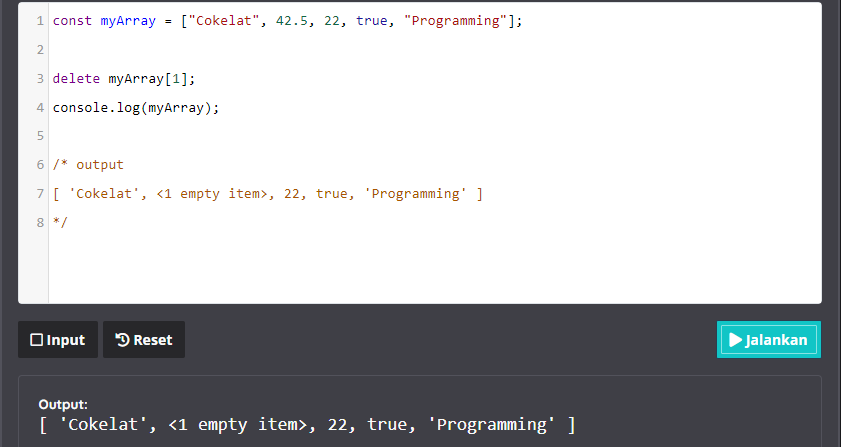 1 const myArray = ["Cokelat", 42.5, 22, true, "Programming"];
2
3 delete myArray[1];
4 console.log(myArray);
5
6 /* output
7 [ 'Cokelat', <1 empty item>, 22, true, 'Programming' ]
8 */
Input Reset Jalankan
Output:
[ 'Cokelat', <1 empty item>, 22, true, 'Programming' ]